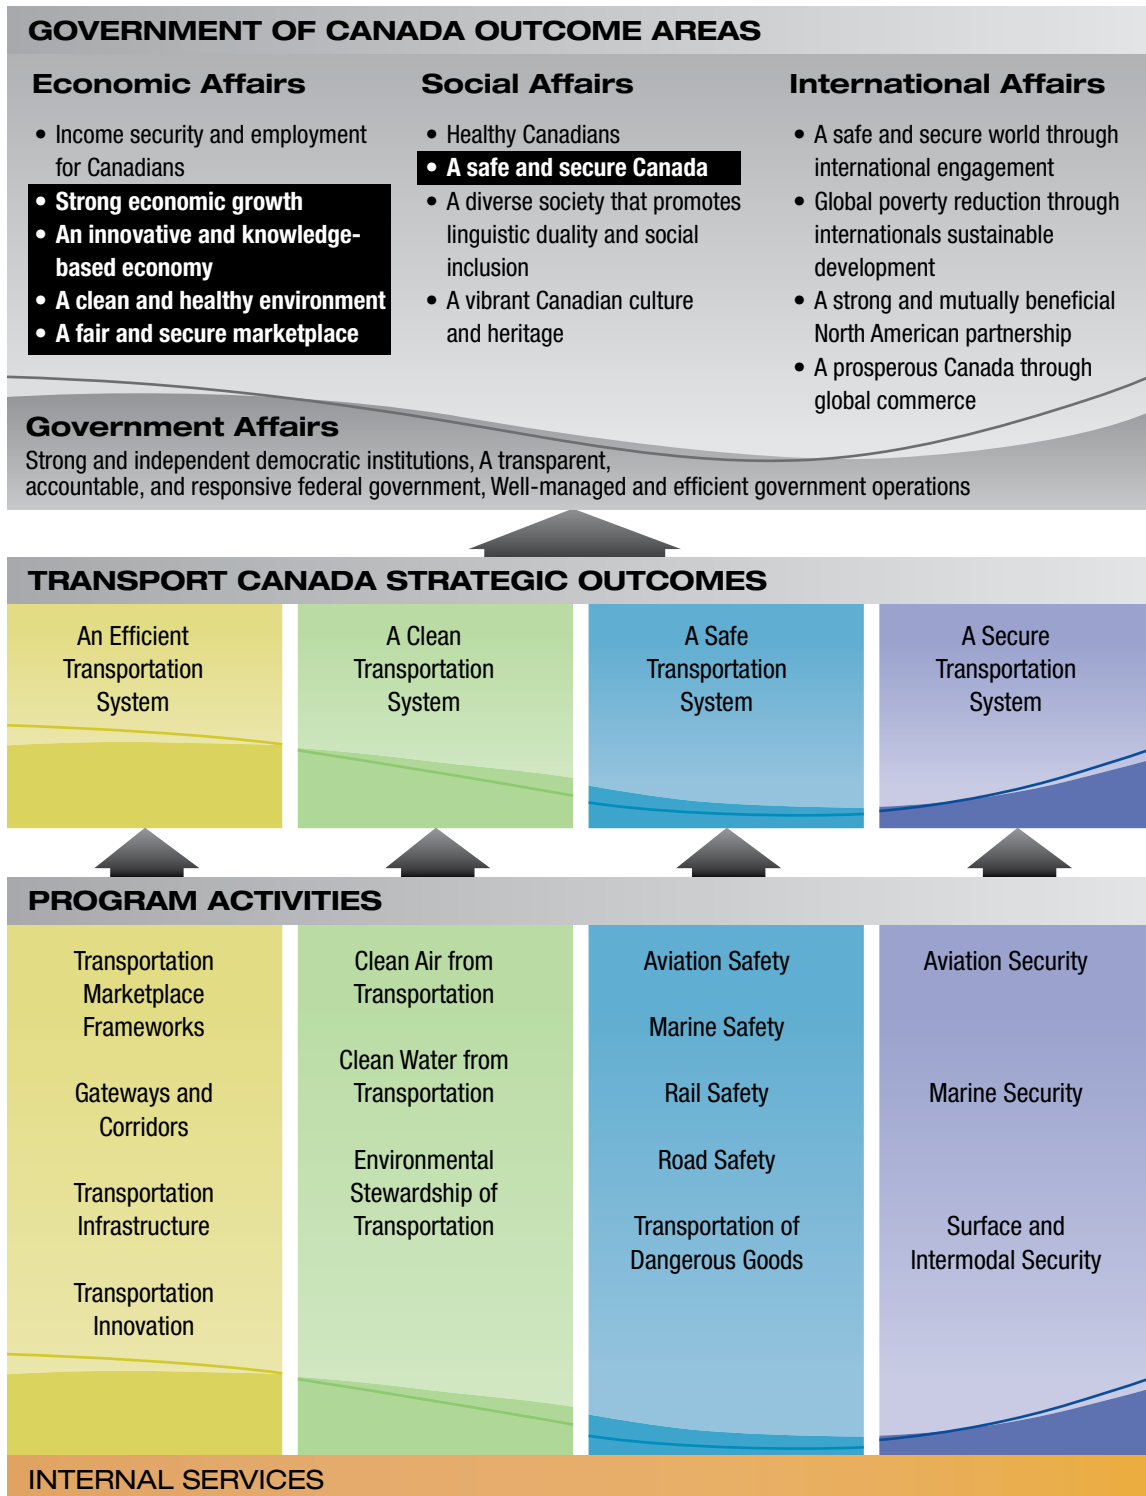 GOVERNMENT OF CANADA OUTCOME AREAS
Economic Affairs
• Income security and employment
for Canadians
• Strong economic growth
• An innovative and knowledge-
based economy
• A clean and healthy environment
• A fair and secure marketplace
Social Affairs
• Healthy Canadians
• A safe and secure Canada
• A diverse society that promotes
linguistic duality and social
inclusion
• A vibrant Canadian culture
and heritage
International Affairs
• A safe and secure world through
international engagement
• Global poverty reduction through
internationals sustainable
development
• A strong and mutually beneficial
North American partnership
• A prosperous Canada through
global commerce
Government Affairs
Strong and independent democratic institutions, A transparent,
accountable, and responsive federal government, Well-managed and efficient government operations
TRANSPORT CANADA STRATEGIC OUTCOMES
An Efficient
Transportation
System
A Clean
Transportation
System
A Safe
Transportation
System
A Secure
Transportation
System
PROGRAM ACTIVITIES
Transportation
Marketplace
Frameworks
Gateways and
Corridors
Transportation
Infrastructure
Transportation
Innovation
Clean Air from
Transportation
Clean Water from
Transportation
Environmental
Stewardship of
Transportation
Aviation Safety
Marine Safety
Rail Safety
Road Safety
Transportation of
Dangerous Goods
Aviation Security
Marine Security
Surface and
Intermodal Security
INTERNAL SERVICES